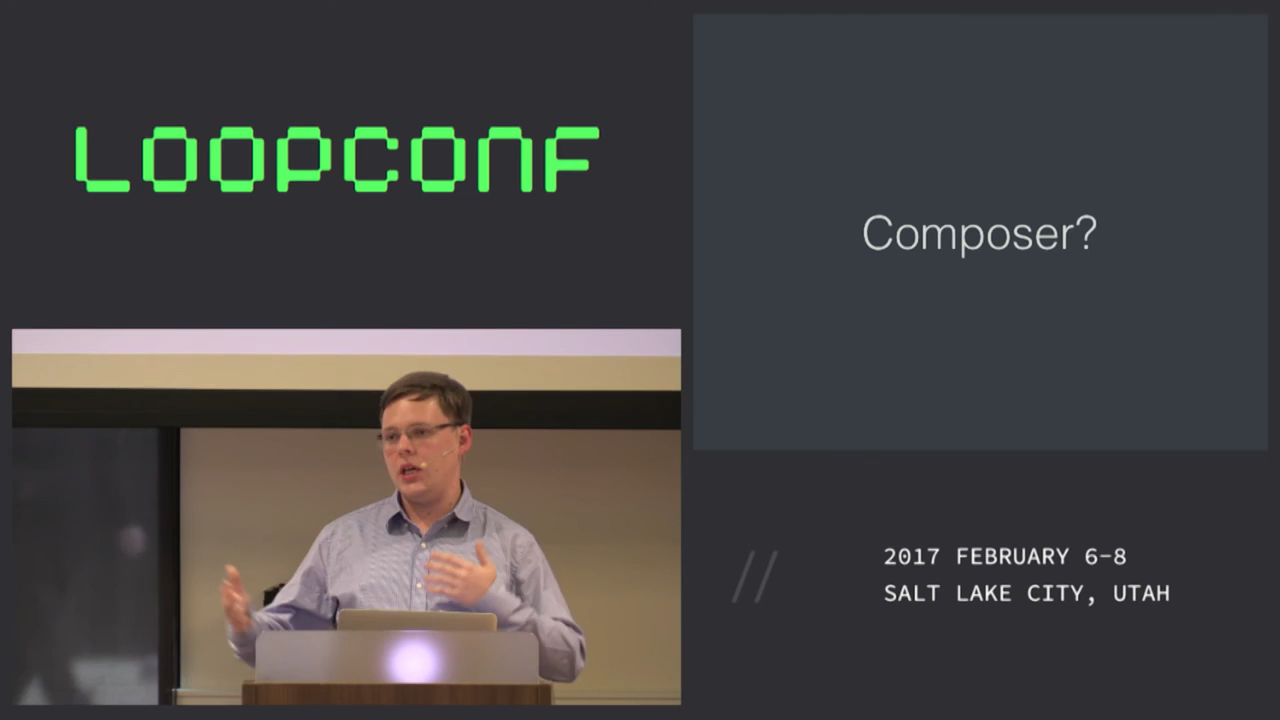 LOOPCONF
Composer?
//
2017 FEBRUARY 6-8
SALT LAKE CITY, UTAH